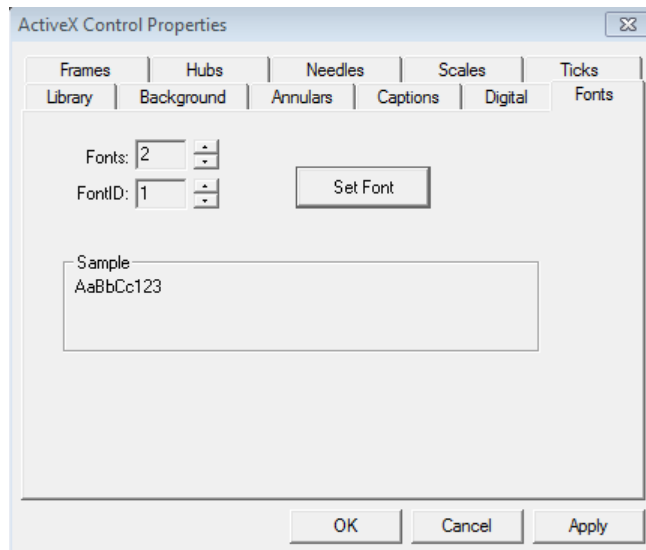 ActiveX Control Properties
Frames Hubs Needles Scales Ticks
Library Background Annulars Captions Digital Fonts
Fonts: 2
FontID: 1
Set Font
Sample
AaBbCc123
OK Cancel Apply